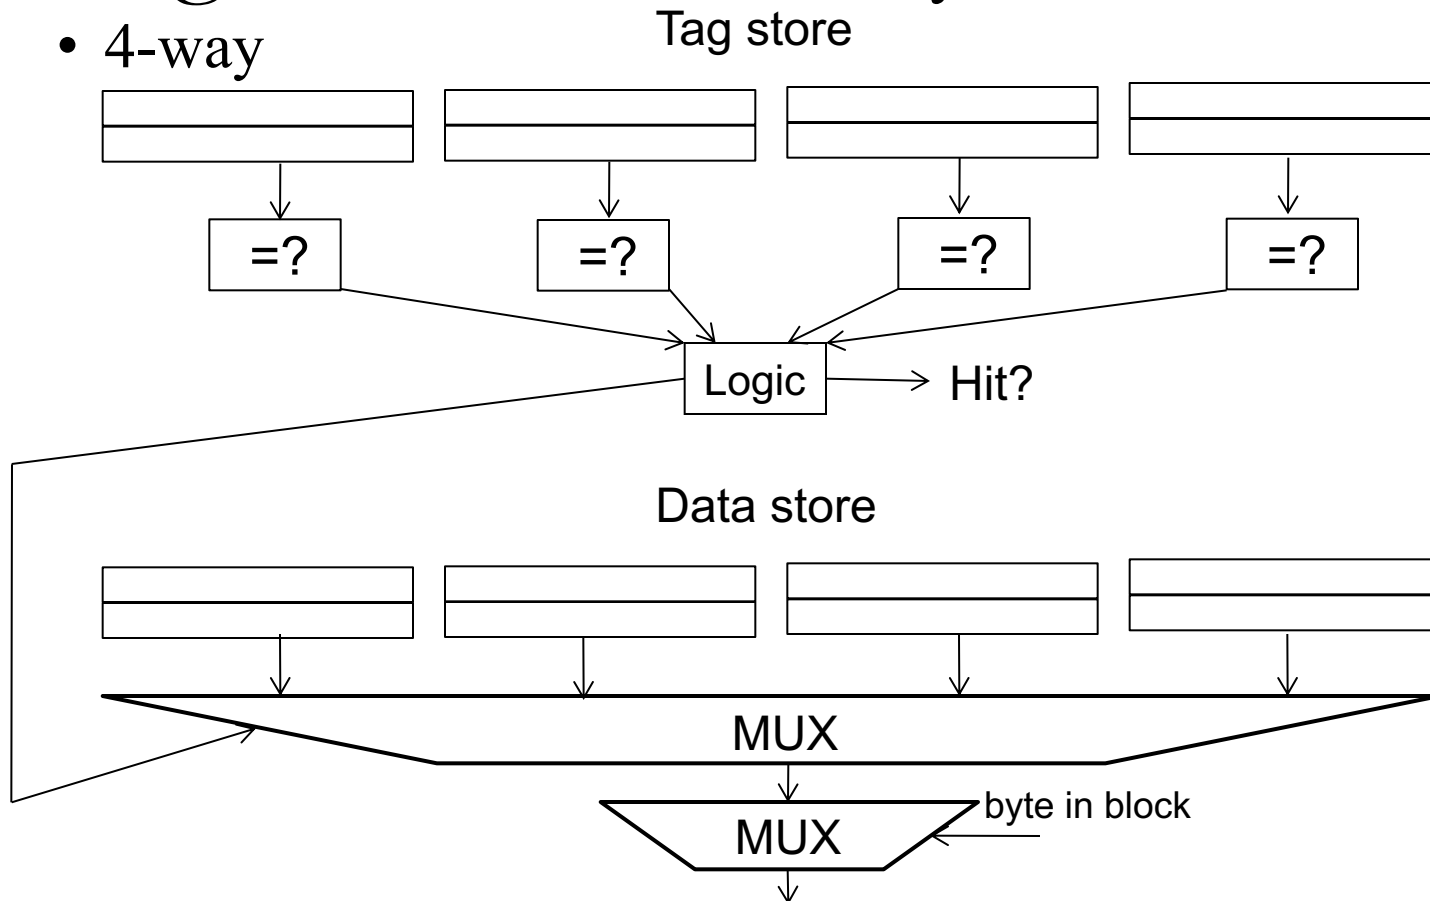 • 4-way
Tag store
=? =? =? =?
Logic
Hit?
Data store
MUX
byte in block
MUX